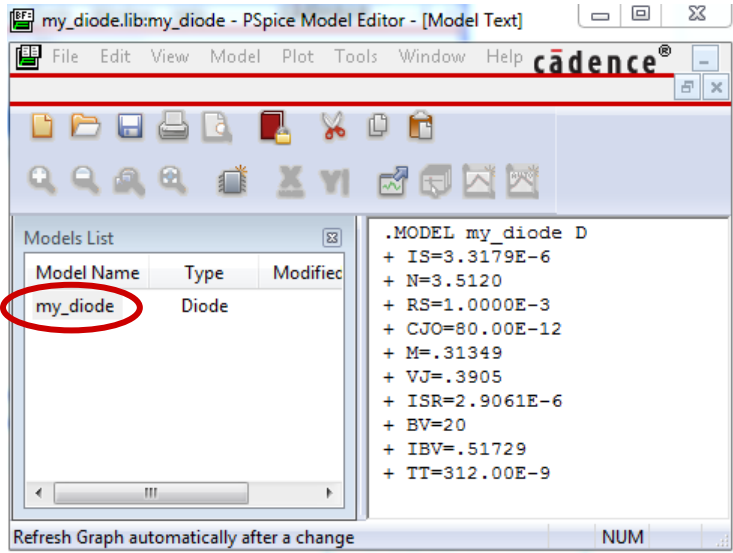 my_diode.lib:my_diode - PSpice Model Editor - [Model Text]
File Edit View Model Plot Tools Window Help cādence®
Models List
Model Name Type Modified
my_diode Diode
.MODEL my_diode D
+ IS=3.3179E-6
+ N=3.5120
+ RS=1.0000E-3
+ CJO=80.00E-12
+ M=.31349
+ VJ=.3905
+ ISR=2.9061E-6
+ BV=20
+ IBV=.51729
+ TT=312.00E-9
Refresh Graph automatically after a change NUM